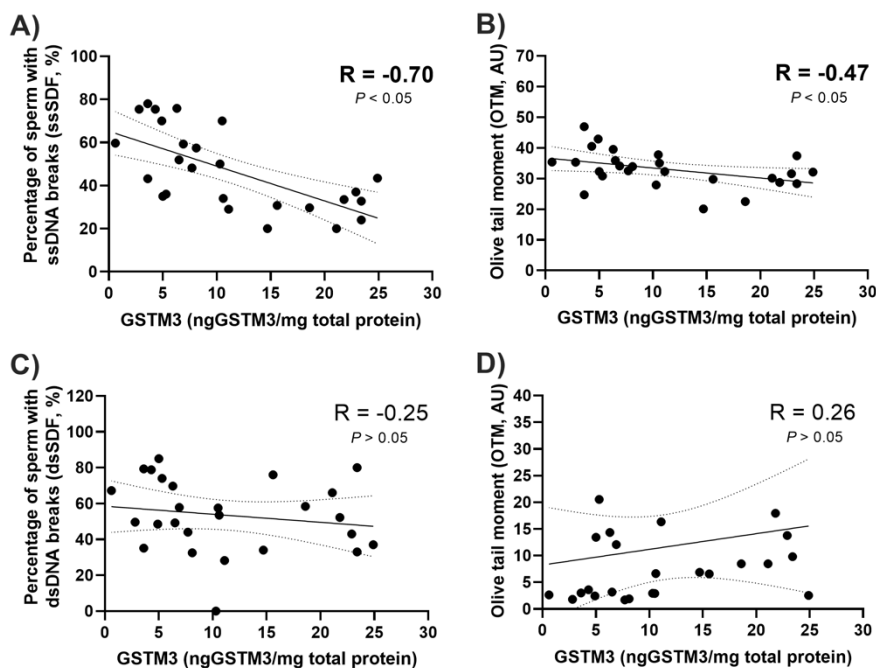 A)
Percentage of sperm with
ssDNA breaks (ssSDF, %)
100
80
60
40
20
0
R = -0.70
P < 0.05
0 5 10 15 20 25 30
GSTM3 (ngGSTM3/mg total protein)
B)
Olive tail moment (OTM, AU)
70
60
50
40
30
20
10
0
R = -0.47
P < 0.05
0 5 10 15 20 25 30
GSTM3 (ngGSTM3/mg total protein)
C)
Percentage of sperm with
dsDNA breaks (dsSDF, %)
120
100
80
60
40
20
0
R = -0.25
P > 0.05
0 5 10 15 20 25 30
GSTM3 (ngGSTM3/mg total protein)
D)
Olive tail moment (OTM, AU)
40
35
30
25
20
15
10
5
0
R = 0.26
P > 0.05
0 5 10 15 20 25 30
GSTM3 (ngGSTM3/mg total protein)